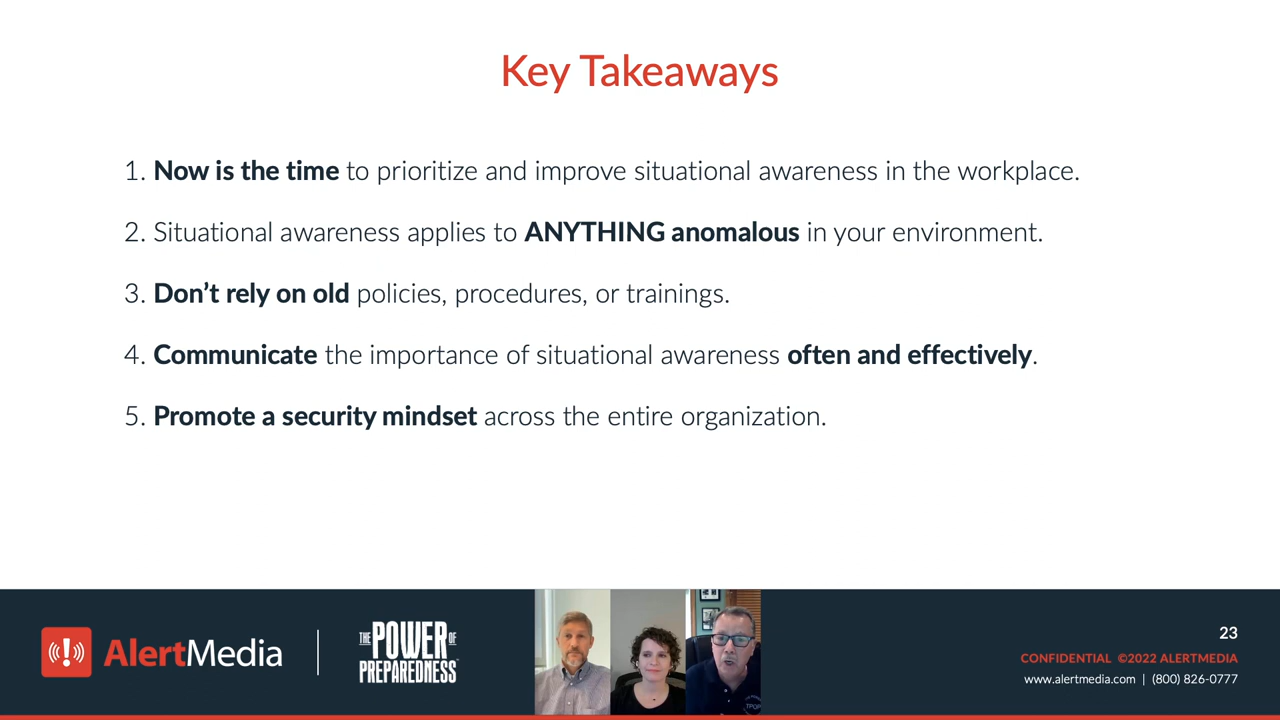 Key Takeaways
1. Now is the time to prioritize and improve situational awareness in the workplace.
2. Situational awareness applies to ANYTHING anomalous in your environment.
3. Don’t rely on old policies, procedures, or trainings.
4. Communicate the importance of situational awareness often and effectively.
5. Promote a security mindset across the entire organization.
AlertMedia
THE POWER OF
PREPAREDNESS
TPOP
23
CONFIDENTIAL ©2022 ALERTMEDIA
www.alertmedia.com | (800) 826-0777